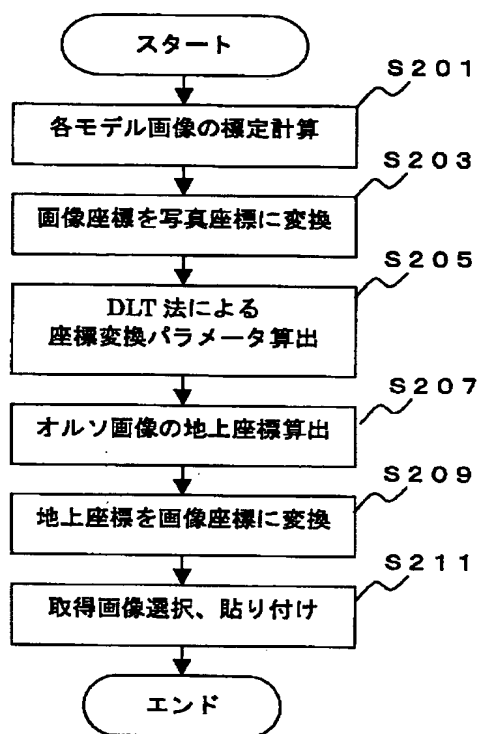 スタート
S201
各モデル画像の標定計算
S203
画像座標を写真座標に変換
S205
DLT 法による
座標変換パラメータ算出
S207
オルソ画像の地上座標算出
S209
地上座標を画像座標に変換
S211
取得画像選択、貼り付け
エンド